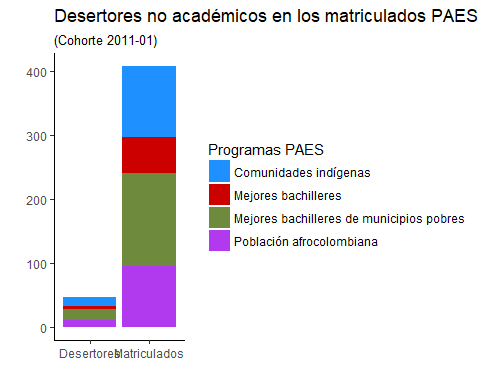 Desertores no académicos en los matriculados PAES
(Cohorte 2011-01)
400
300
200
100
0
Desertores
Matriculados
Programas PAES
Comunidades indígenas
Mejores bachilleres
Mejores bachilleres de municipios pobres
Población afrocolombiana